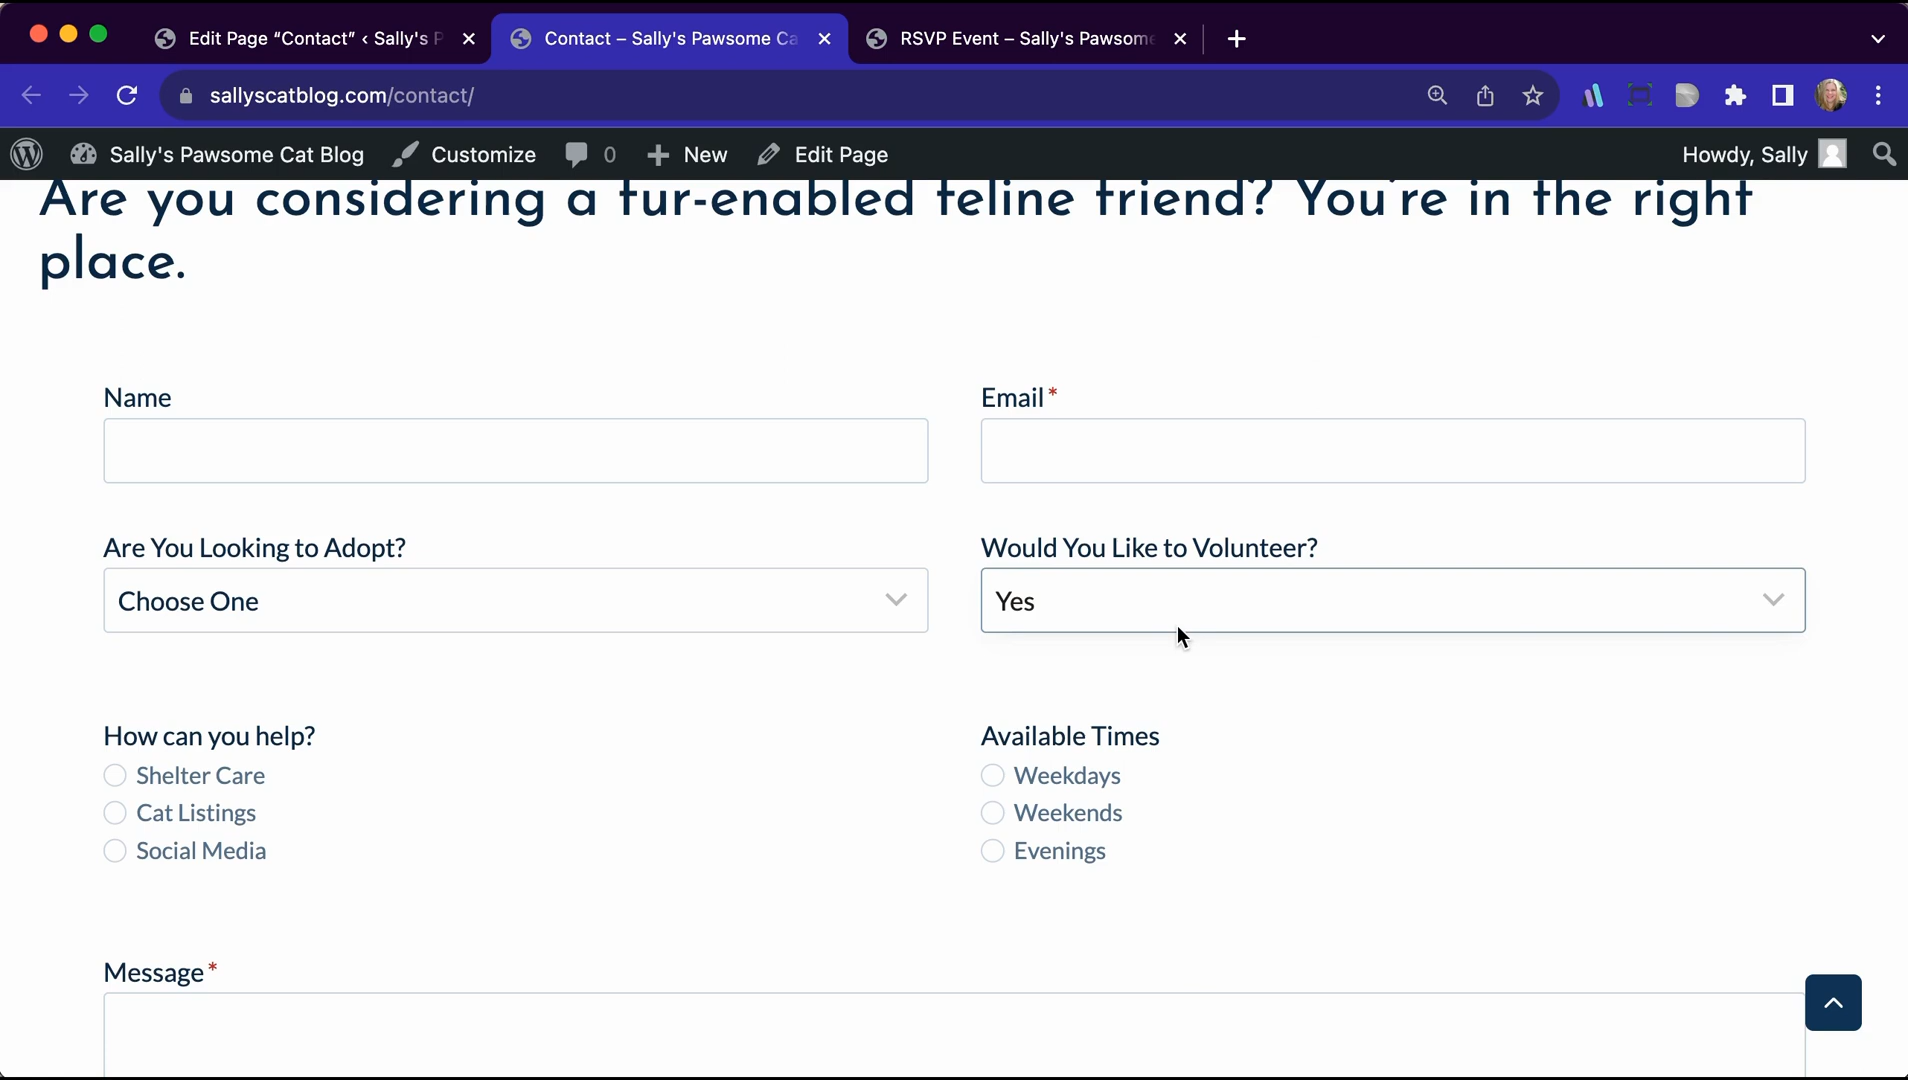 Edit Page “Contact” ‹ Sally's P
Contact – Sally's Pawsome Ca
RSVP Event – Sally's Pawsome
sallyscatblog.com/contact/
Sally's Pawsome Cat Blog
Customize
0
New
Edit Page
Howdy, Sally
Are you considering a fur-enabled feline friend? You're in the right
place.
Name
Email*
Are You Looking to Adopt?
Would You Like to Volunteer?
Choose One
Yes
How can you help?
Available Times
Shelter Care
Weekdays
Cat Listings
Weekends
Social Media
Evenings
Message*